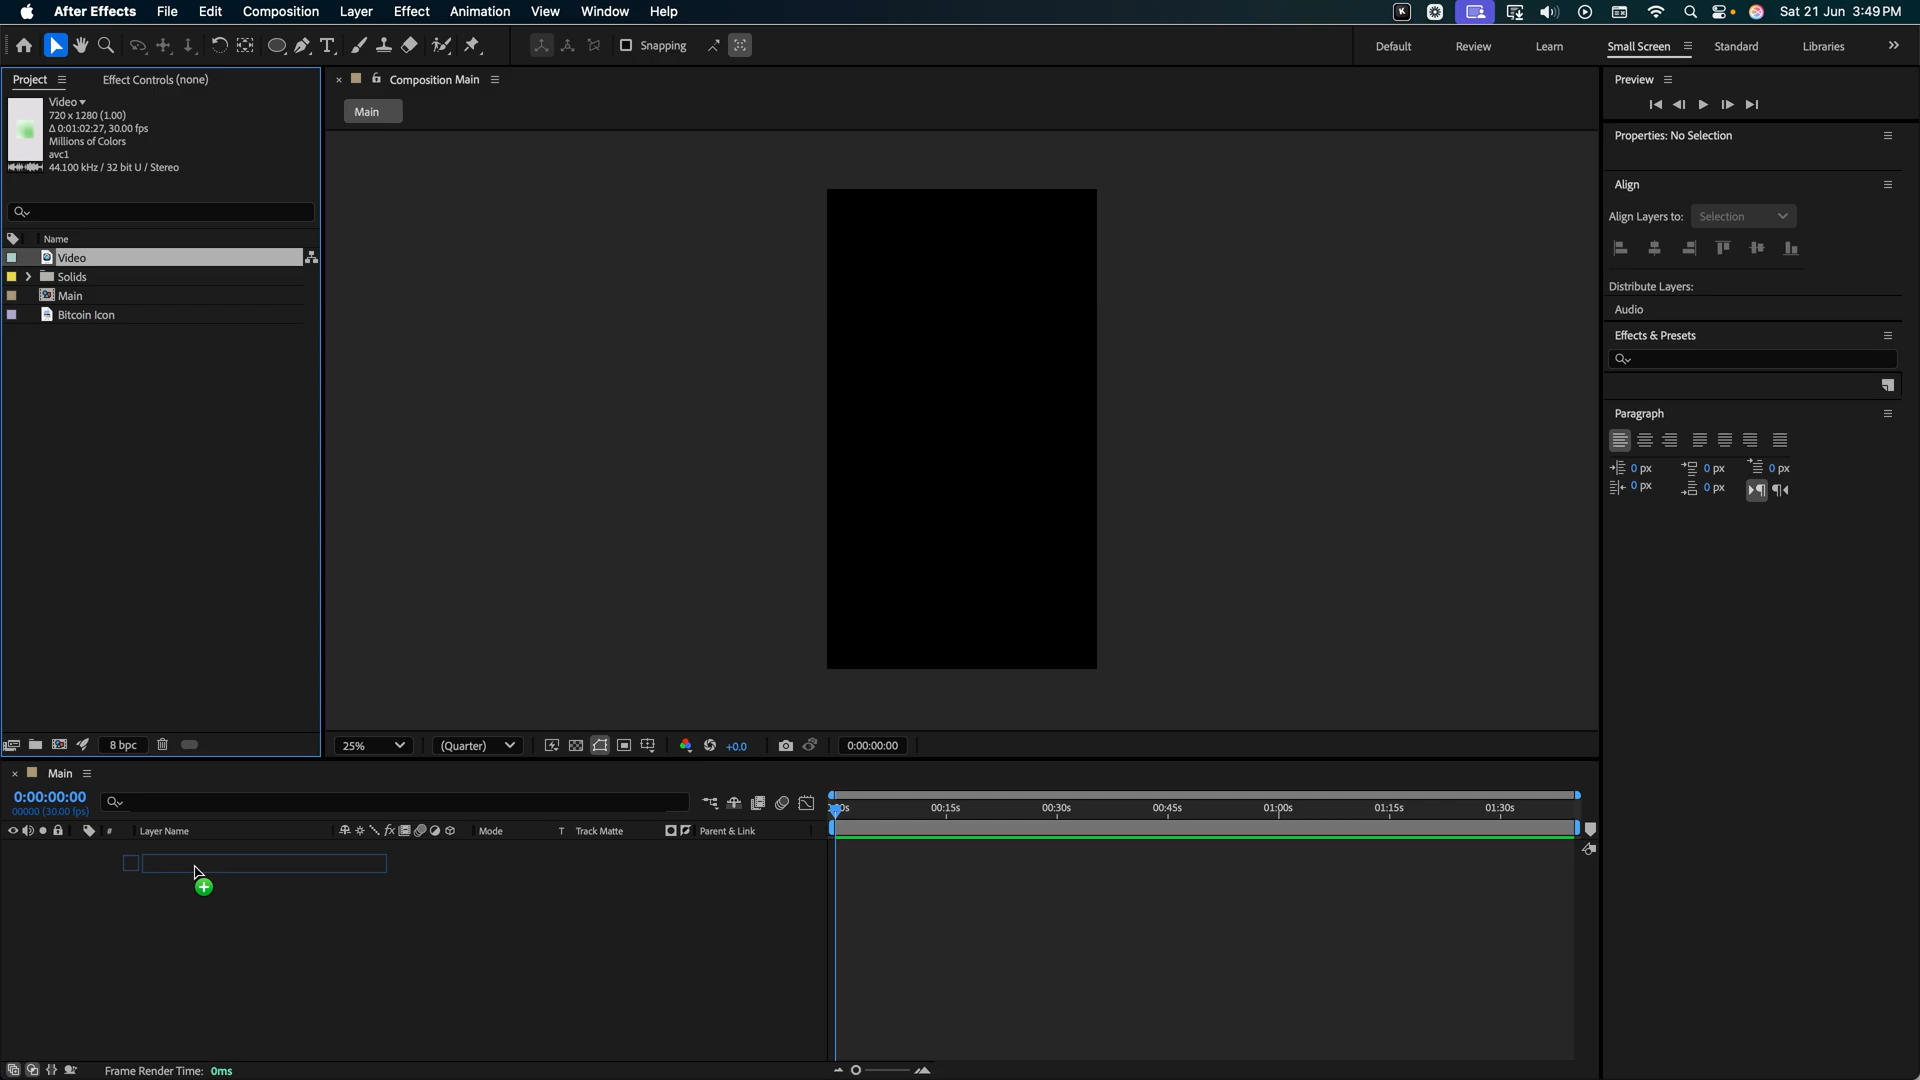 After Effects File Edit Composition Layer Effect Animation View Window Help Sat 21 Jun 3:49 PM
Snapping Default Review Learn Small Screen Standard Libraries
Project Effect Controls (none)
Video
720 x 1280 (1.00)
Δ 0:01:02:27, 30.00 fps
Millions of Colors
avc1
44.100 kHz / 32 bit U / Stereo
Name
Video
Solids
Main
Bitcoin Icon
8 bpc
Composition Main
Main
25% (Quarter) +0.0 0:00:00:00
Preview
Properties: No Selection
Align
Align Layers to: Selection
Distribute Layers:
Audio
Effects & Presets
Paragraph
0 px 0 px 0 px
0 px 0 px
Main
0:00:00:00
00000 (30.00 fps)
00:15s 00:30s 00:45s 01:00s 01:15s 01:30s
# Layer Name Mode T Track Matte Parent & Link
Frame Render Time: 0ms